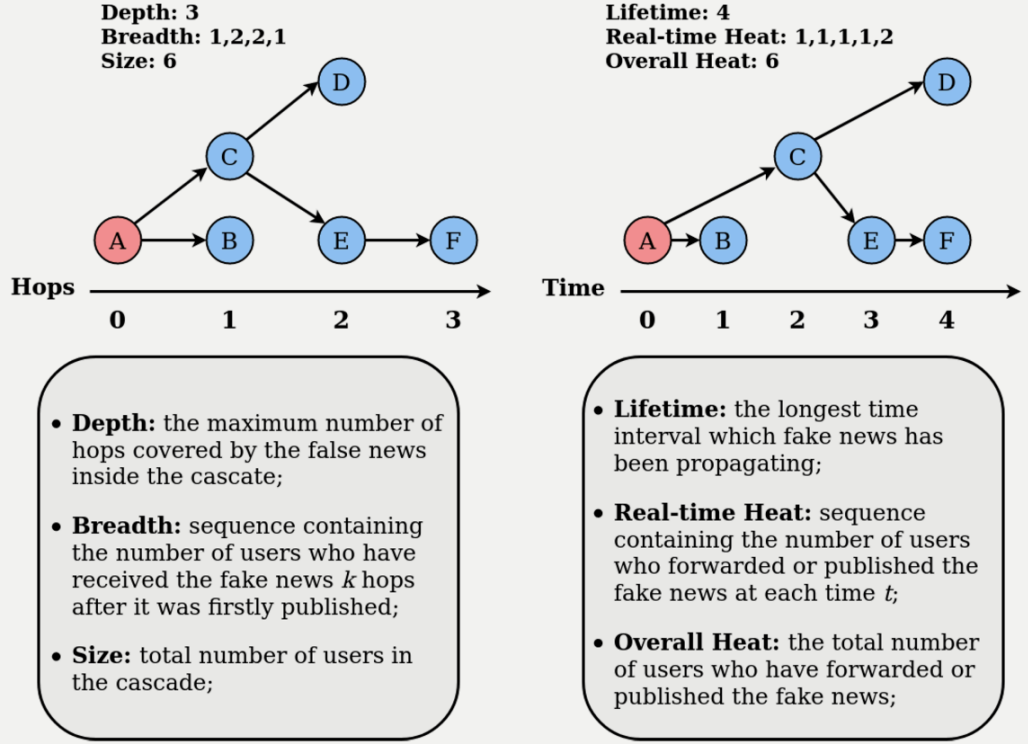 Depth: 3
Breadth: 1,2,2,1
Size: 6
D
C
A
B
E
F
Hops
0 1 2 3
• Depth: the maximum number of
hops covered by the false news
inside the cascate;
• Breadth: sequence containing
the number of users who have
received the fake news k hops
after it was firstly published;
• Size: total number of users in
the cascade;
Lifetime: 4
Real-time Heat: 1,1,1,1,2
Overall Heat: 6
D
C
A
B
E
F
Time
0 1 2 3 4
• Lifetime: the longest time
interval which fake news has
been propagating;
• Real-time Heat: sequence
containing the number of users
who forwarded or published the
fake news at each time t;
• Overall Heat: the total number
of users who have forwarded or
published the fake news;